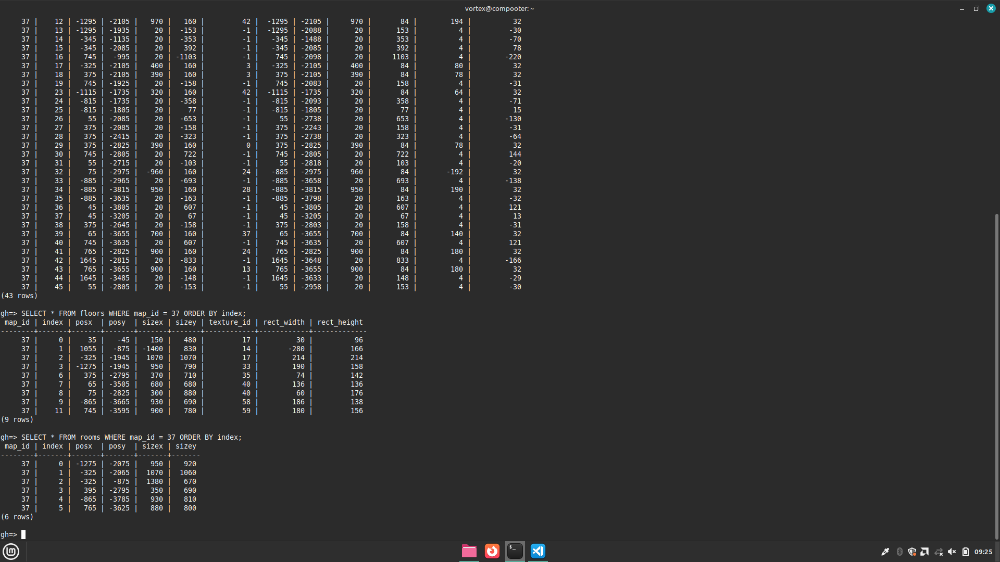 vortex@compooter: ~
37 | 12 | -1295 | -2105 | 970 | 160 | 42 | -1295 | -2105 | 970 | 84 | 194 | 32
37 | 13 | -1295 | -1935 | 20 | -153 | -1 | -1295 | -2088 | 20 | 153 | 4 | -30
37 | 14 | -345 | -1135 | 20 | -353 | -1 | -345 | -1488 | 20 | 353 | 4 | -70
37 | 15 | -345 | -2085 | 20 | 392 | -1 | -345 | -2085 | 20 | 392 | 4 | 78
37 | 16 | 745 | -995 | 20 | -1103 | -1 | 745 | -2098 | 20 | 1103 | 4 | -220
37 | 17 | -325 | -2105 | 400 | 160 | 3 | -325 | -2105 | 400 | 84 | 80 | 32
37 | 18 | 375 | -2105 | 390 | 160 | 3 | 375 | -2105 | 390 | 84 | 78 | 32
37 | 19 | 745 | -1925 | 20 | -158 | -1 | 745 | -2083 | 20 | 158 | 4 | -31
37 | 23 | -1115 | -1735 | 320 | 160 | 42 | -1115 | -1735 | 320 | 84 | 64 | 32
37 | 24 | -815 | -1735 | 20 | -358 | -1 | -815 | -2093 | 20 | 358 | 4 | -71
37 | 25 | -815 | -1805 | 20 | 77 | -1 | -815 | -1805 | 20 | 77 | 4 | 15
37 | 26 | 55 | -2085 | 20 | -653 | -1 | 55 | -2738 | 20 | 653 | 4 | -130
37 | 27 | 375 | -2085 | 20 | -158 | -1 | 375 | -2243 | 20 | 158 | 4 | -31
37 | 28 | 375 | -2415 | 20 | -323 | -1 | 375 | -2738 | 20 | 323 | 4 | -64
37 | 29 | 375 | -2825 | 390 | 160 | 0 | 375 | -2825 | 390 | 84 | 78 | 32
37 | 30 | 745 | -2805 | 20 | 722 | -1 | 745 | -2805 | 20 | 722 | 4 | 144
37 | 31 | 55 | -2715 | 20 | -103 | -1 | 55 | -2818 | 20 | 103 | 4 | -20
37 | 32 | 75 | -2975 | -960 | 160 | 24 | -885 | -2975 | 960 | 84 | -192 | 32
37 | 33 | -885 | -2965 | 20 | -693 | -1 | -885 | -3658 | 20 | 693 | 4 | -138
37 | 34 | -885 | -3815 | 950 | 160 | 28 | -885 | -3815 | 950 | 84 | 190 | 32
37 | 35 | -885 | -3635 | 20 | -163 | -1 | -885 | -3798 | 20 | 163 | 4 | -32
37 | 36 | 45 | -3805 | 20 | 607 | -1 | 45 | -3805 | 20 | 607 | 4 | 121
37 | 37 | 45 | -3205 | 20 | 67 | -1 | 45 | -3205 | 20 | 67 | 4 | 13
37 | 38 | 375 | -2645 | 20 | -158 | -1 | 375 | -2803 | 20 | 158 | 4 | -31
37 | 39 | 65 | -3655 | 700 | 160 | 37 | 65 | -3655 | 700 | 84 | 140 | 32
37 | 40 | 745 | -3635 | 20 | 607 | -1 | 745 | -3635 | 20 | 607 | 4 | 121
37 | 41 | 765 | -2825 | 900 | 160 | 24 | 765 | -2825 | 900 | 84 | 180 | 32
37 | 42 | 1645 | -2815 | 20 | -833 | -1 | 1645 | -3648 | 20 | 833 | 4 | -166
37 | 43 | 765 | -3655 | 900 | 160 | 13 | 765 | -3655 | 900 | 84 | 180 | 32
37 | 44 | 1645 | -3485 | 20 | -148 | -1 | 1645 | -3633 | 20 | 148 | 4 | -29
37 | 45 | 55 | -2805 | 20 | -153 | -1 | 55 | -2958 | 20 | 153 | 4 | -30
(43 rows)
gh=> SELECT * FROM floors WHERE map_id = 37 ORDER BY index;
map_id | index | posx | posy | sizex | sizey | texture_id | rect_width | rect_height
--------+-------+-------+-------+-------+-------+------------+------------+-------------
37 | 0 | 35 | -45 | 150 | 480 | 17 | 30 | 96
37 | 1 | 1055 | -875 | -1400 | 830 | 14 | -280 | 166
37 | 2 | -325 | -1945 | 1070 | 1070 | 17 | 214 | 214
37 | 3 | -1275 | -1945 | 950 | 790 | 33 | 190 | 158
37 | 6 | 375 | -2795 | 370 | 710 | 35 | 74 | 142
37 | 7 | 65 | -3505 | 680 | 680 | 40 | 136 | 136
37 | 8 | 75 | -2825 | 300 | 880 | 40 | 60 | 176
37 | 9 | -865 | -3665 | 930 | 690 | 58 | 186 | 138
37 | 11 | 745 | -3595 | 900 | 780 | 59 | 180 | 156
(9 rows)
gh=> SELECT * FROM rooms WHERE map_id = 37 ORDER BY index;
map_id | index | posx | posy | sizex | sizey
--------+-------+-------+-------+-------+-------
37 | 0 | -1275 | -2075 | 950 | 920
37 | 1 | -325 | -2065 | 1070 | 1060
37 | 2 | -325 | -875 | 1380 | 670
37 | 3 | 395 | -2795 | 350 | 690
37 | 4 | -865 | -3785 | 930 | 810
37 | 5 | 765 | -3625 | 880 | 800
(6 rows)
gh=>
09:25